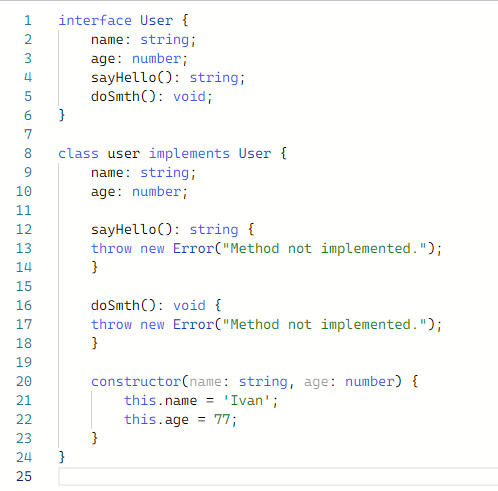 1 interface User {
2 name: string;
3 age: number;
4 sayHello(): string;
5 doSmth(): void;
6 }
7
8 class user implements User {
9 name: string;
10 age: number;
11
12 sayHello(): string {
13 throw new Error("Method not implemented.");
14 }
15
16 doSmth(): void {
17 throw new Error("Method not implemented.");
18 }
19
20 constructor(name: string, age: number) {
21 this.name = 'Ivan';
22 this.age = 77;
23 }
24 }
25